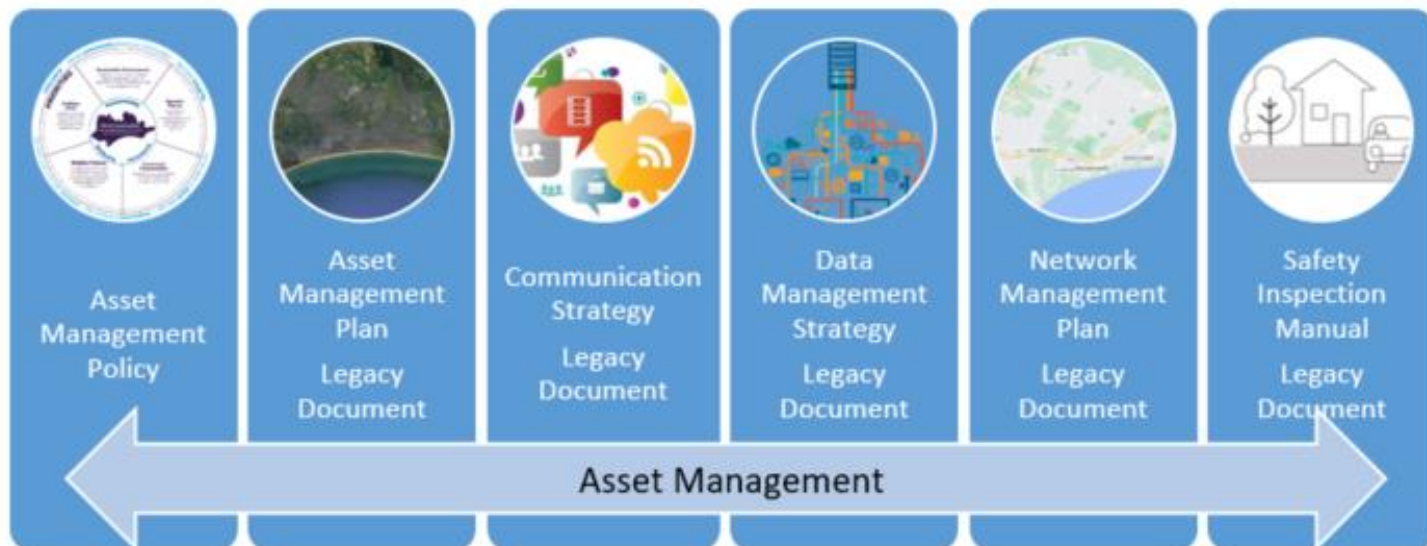 Asset
Management
Policy
Asset
Management
Plan
Legacy
Document
Communication
Strategy
Legacy
Document
Data
Management
Strategy
Legacy
Document
Network
Management
Plan
Legacy
Document
Safety
Inspection
Manual
Legacy
Document
Asset Management